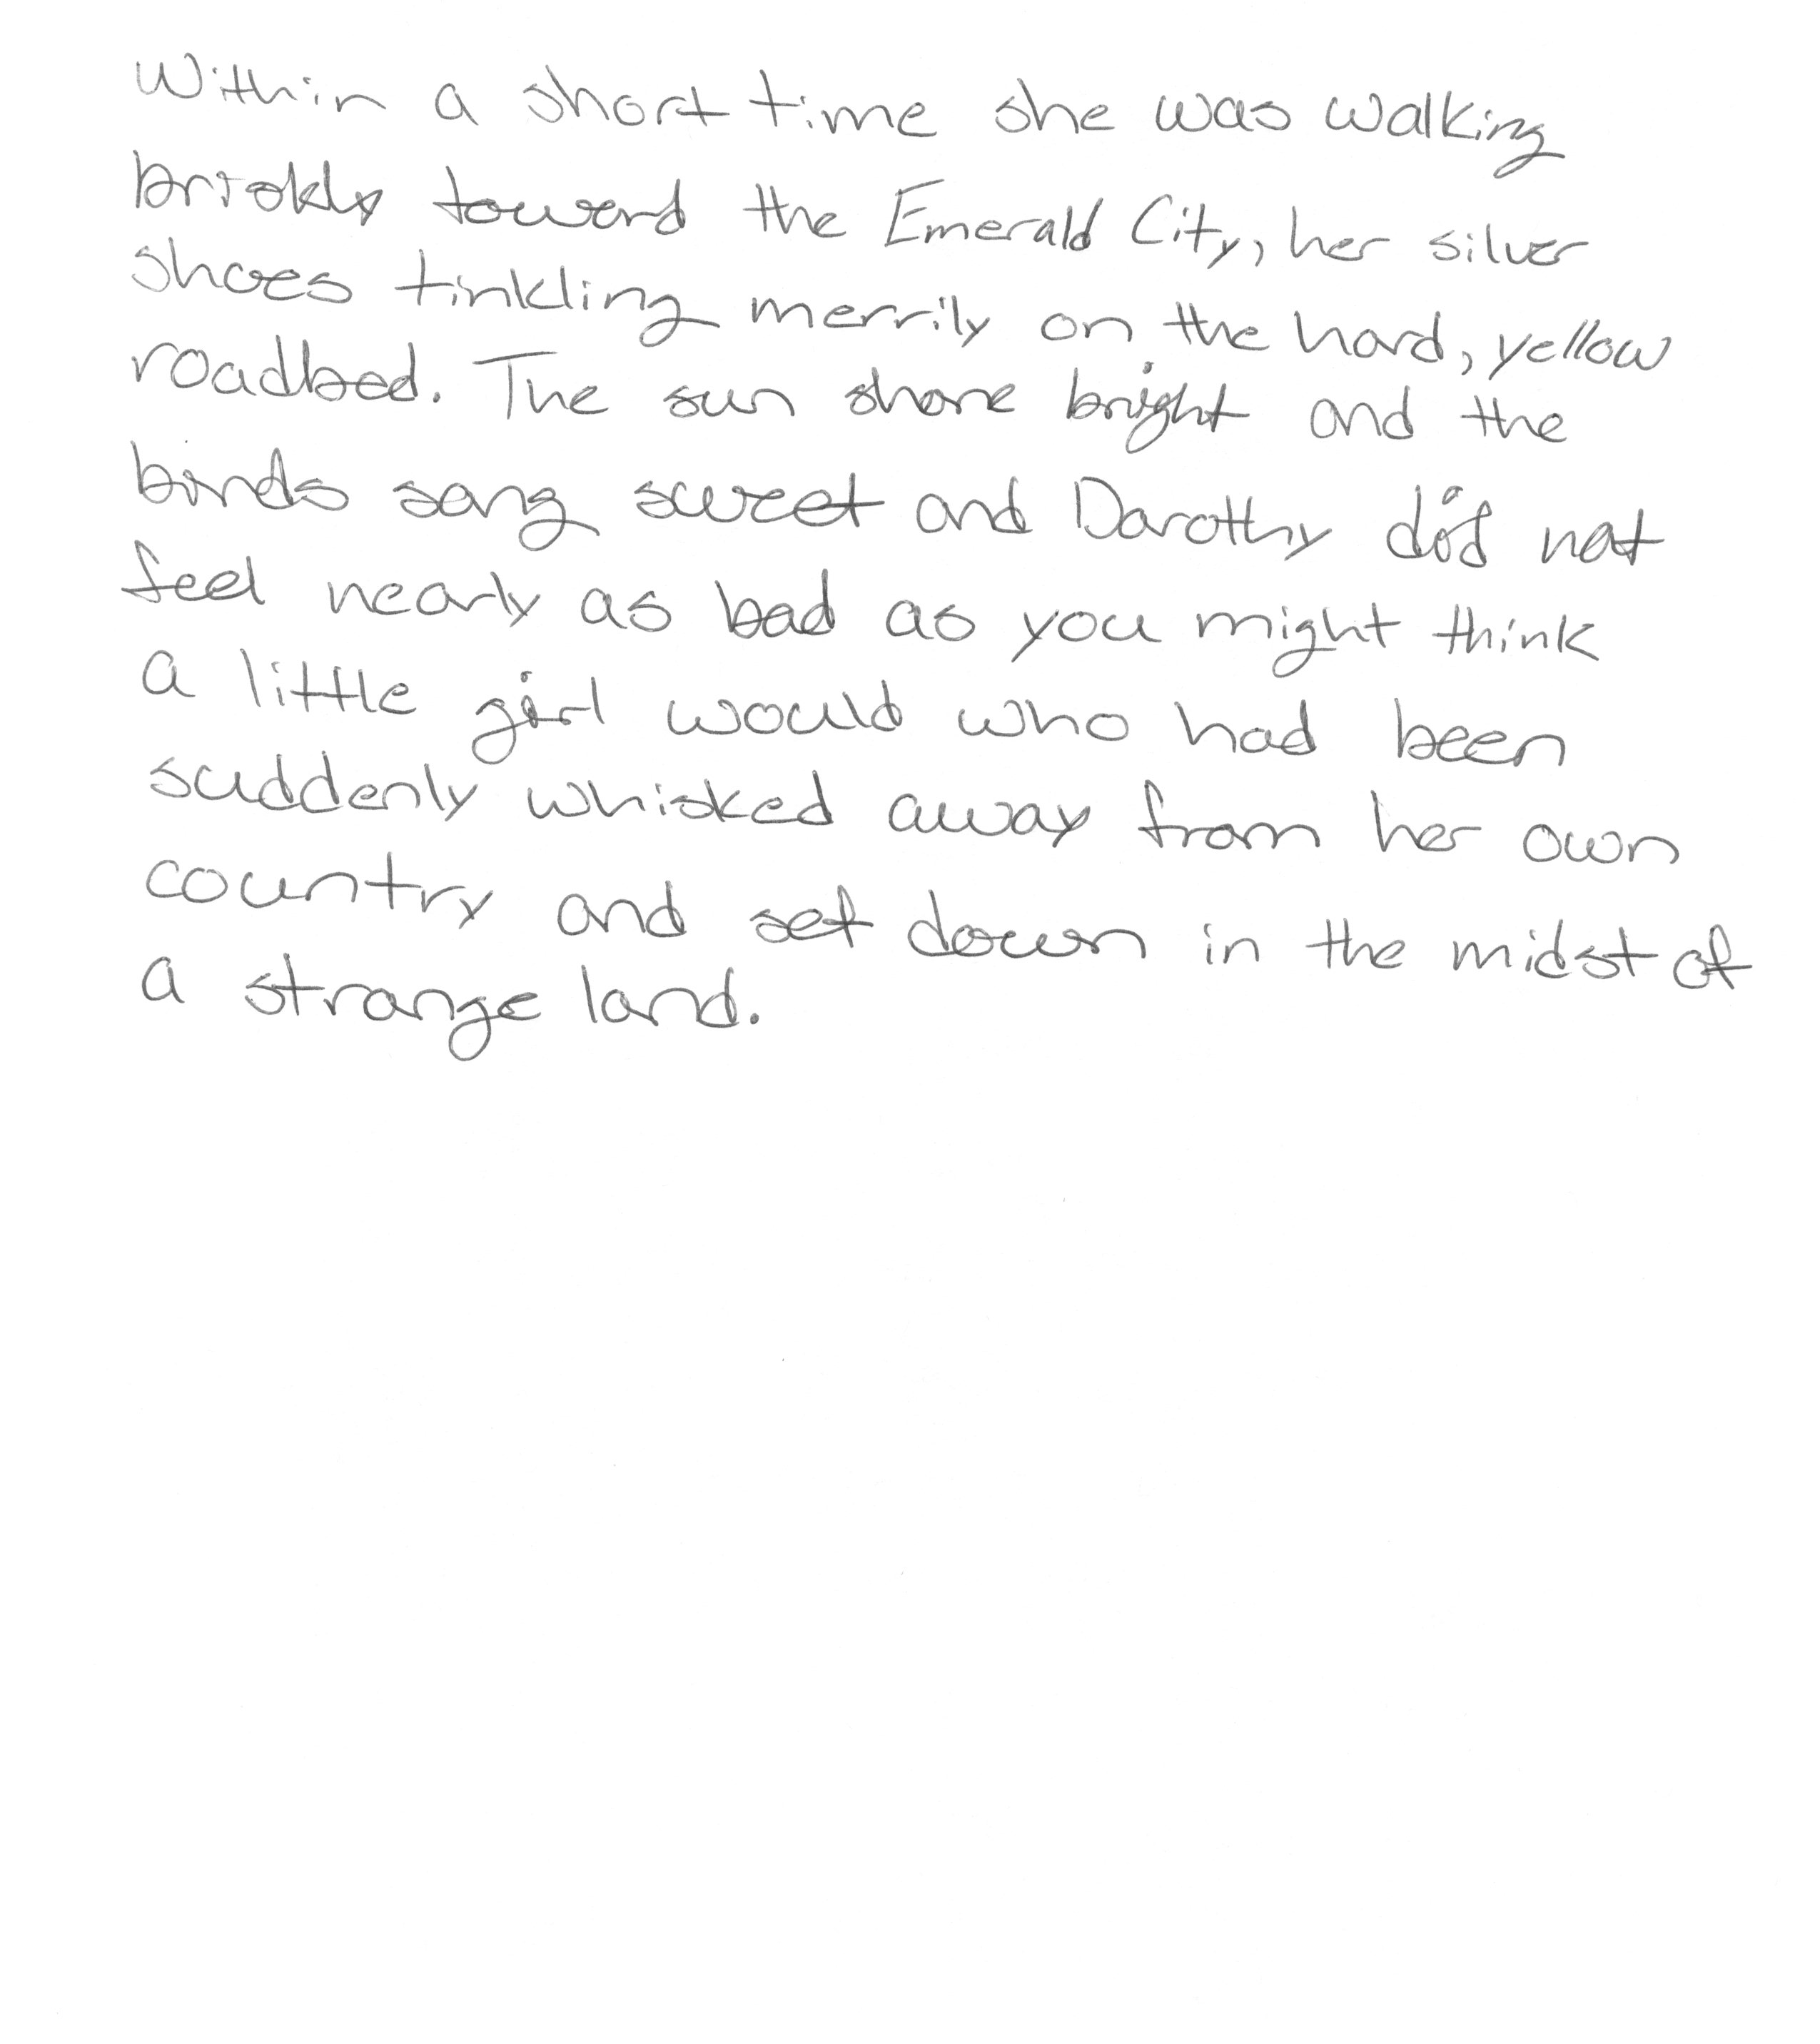 Within a short time she was walking
briskly toward the Emerald City, her silver
shoes tinkling merrily on the hard, yellow
roadbed. The sun shone bright and the
birds sang sweet and Dorothy did not
feel nearly as bad as you might think
a little girl would who had been
suddenly whisked away from her own
country and set down in the midst of
a strange land.